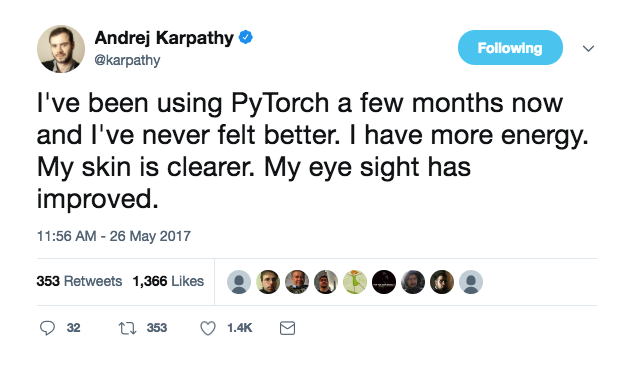 Andrej Karpathy
@karpathy
Following
I've been using PyTorch a few months now
and I've never felt better. I have more energy.
My skin is clearer. My eye sight has
improved.
11:56 AM - 26 May 2017
353 Retweets 1,366 Likes
32 353 1.4K